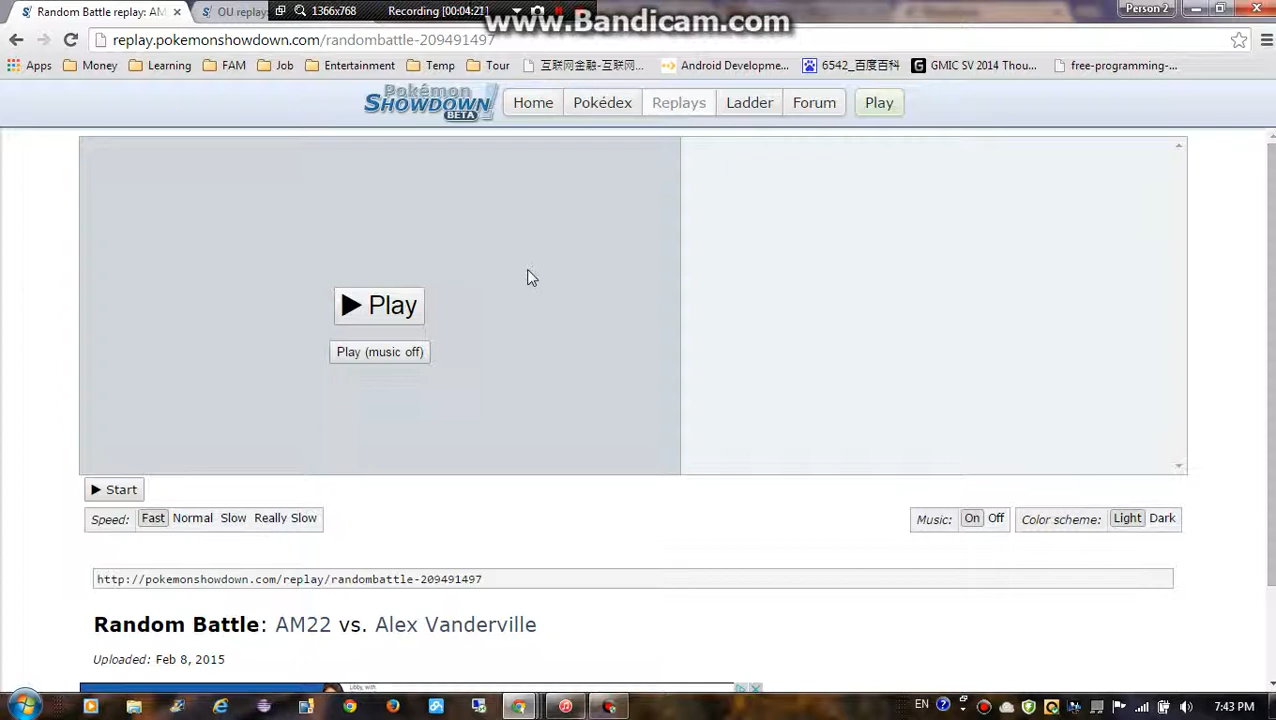 Random Battle replay: AM
OU replay
1366x768
Recording [00:04:21]
www.Bandicam.com
Person 2
replay.pokemonshowdown.com/randombattle-209491497
Apps Money Learning FAM Job Entertainment Temp Tour 互联网金融-互联网... Android Developme... 6542_百度百科 GMIC SV 2014 Thou... free-programming-...
Pokémon
SHOWDOWN!
BETA
Home Pokédex Replays Ladder Forum Play
Play
Play (music off)
Start
Speed: Fast Normal Slow Really Slow Music: On Off Color scheme: Light Dark
http://pokemonshowdown.com/replay/randombattle-209491497
Random Battle: AM22 vs. Alex Vanderville
Uploaded: Feb 8, 2015
EN
7:43 PM